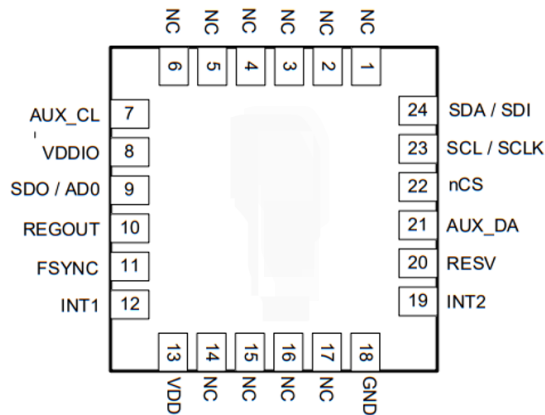 NC NC NC NC NC NC
6 5 4 3 2 1
AUX_CL 7 24 SDA / SDI
VDDIO 8 23 SCL / SCLK
SDO / AD0 9 22 nCS
REGOUT 10 21 AUX_DA
FSYNC 11 20 RESV
INT1 12 19 INT2
13 14 15 16 17 18
VDD NC NC NC NC GND